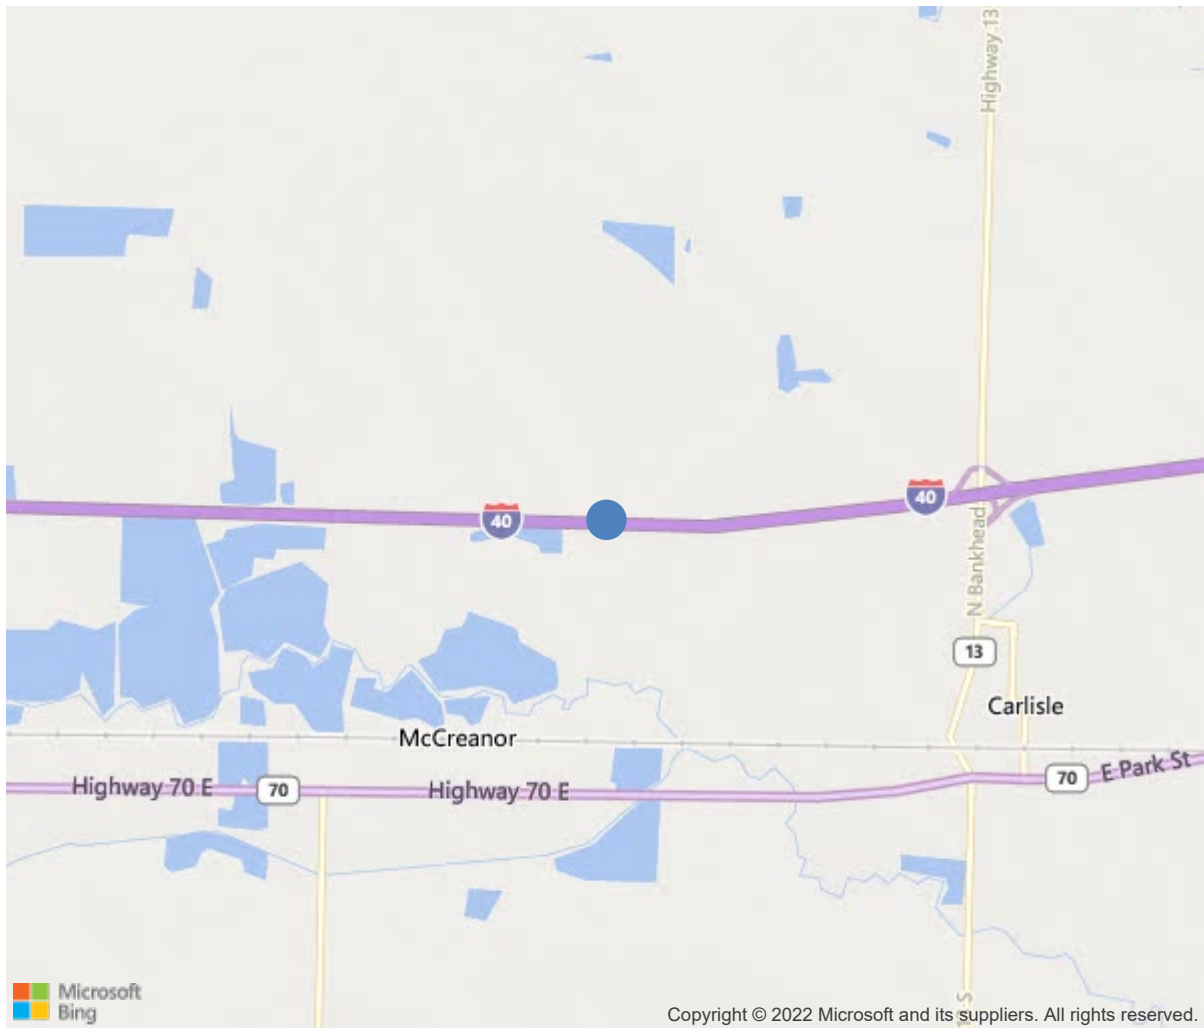 Highway 13
40
40
N Bankhead
13
Carlisle
McCreanor
Highway 70 E
70
Highway 70 E
70
E Park St
Microsoft
Bing
Copyright © 2022 Microsoft and its suppliers. All rights reserved.